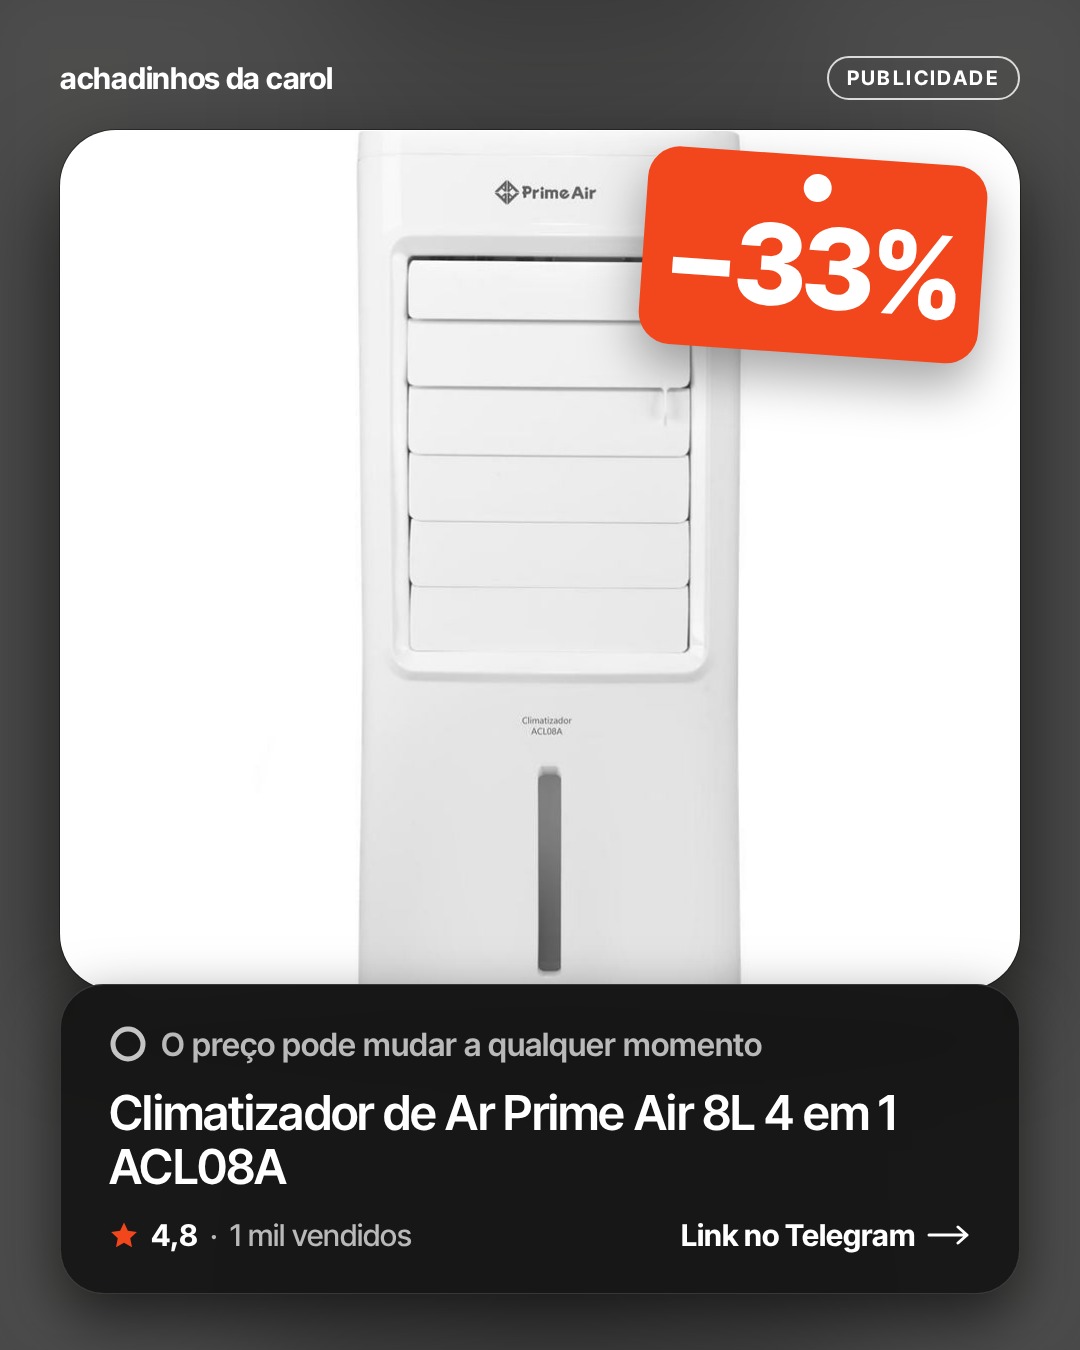 achadinhos da carol
PUBLICIDADE
Prime Air
−33%
Climatizador
ACL08A
O preço pode mudar a qualquer momento
Climatizador de Ar Prime Air 8L 4 em 1
ACL08A
4,8 · 1 mil vendidos
Link no Telegram →